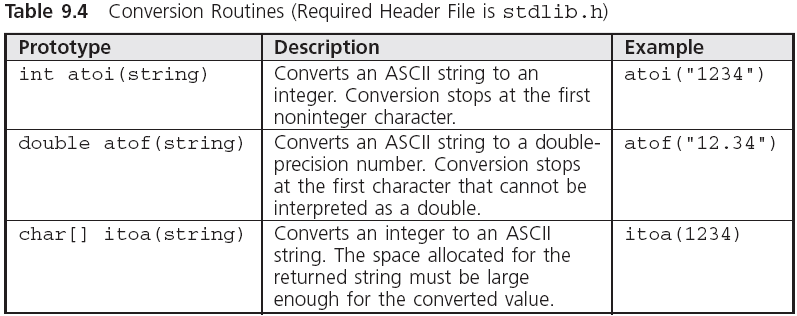 Table 9.4 Conversion Routines (Required Header File is stdlib.h)
Prototype Description Example
int atoi(string) Converts an ASCII string to an atoi("1234")
integer. Conversion stops at the first
noninteger character.
double atof(string) Converts an ASCII string to a double- atof("12.34")
precision number. Conversion stops
at the first character that cannot be
interpreted as a double.
char[] itoa(string) Converts an integer to an ASCII itoa(1234)
string. The space allocated for the
returned string must be large
enough for the converted value.